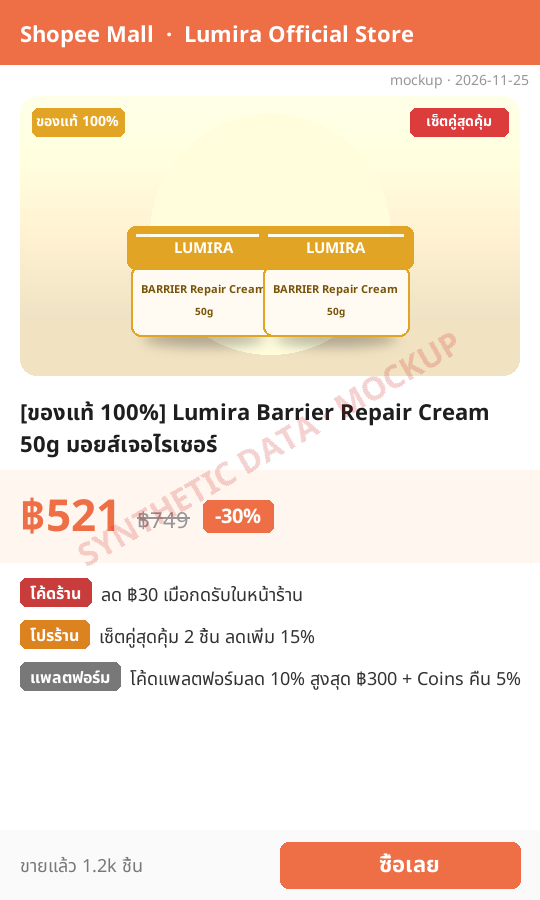 Shopee Mall · Lumira Official Store
mockup · 2026-11-25
ของแท้ 100%
เซ็ตคู่สุดคุ้ม
LUMIRA LUMIRA
BARRIER Repair Cream BARRIER Repair Cream
50g 50g
[ของแท้ 100%] Lumira Barrier Repair Cream
50g มอยส์เจอไรเซอร์
SYNTHETIC DATA - MOCKUP
฿521 ฿749 -30%
โค้ดร้าน ลด ฿30 เมื่อกดรับในหน้าร้าน
โปรร้าน เซ็ตคู่สุดคุ้ม 2 ชิ้น ลดเพิ่ม 15%
แพลตฟอร์ม โค้ดแพลตฟอร์มลด 10% สูงสุด ฿300 + Coins คืน 5%
ขายแล้ว 1.2k ชิ้น
ซื้อเลย